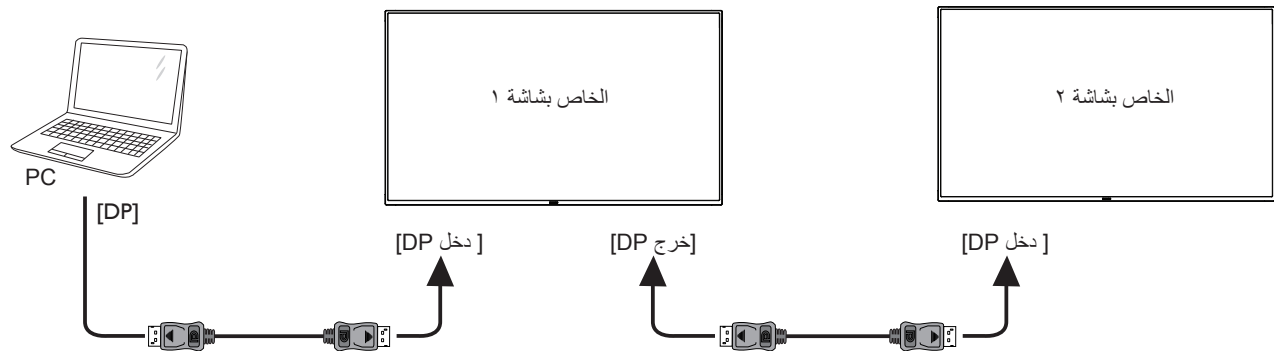 الخاص بشاشة ١
الخاص بشاشة ٢
PC
[DP]
[دخل DP]
[خرج DP]
[دخل DP]